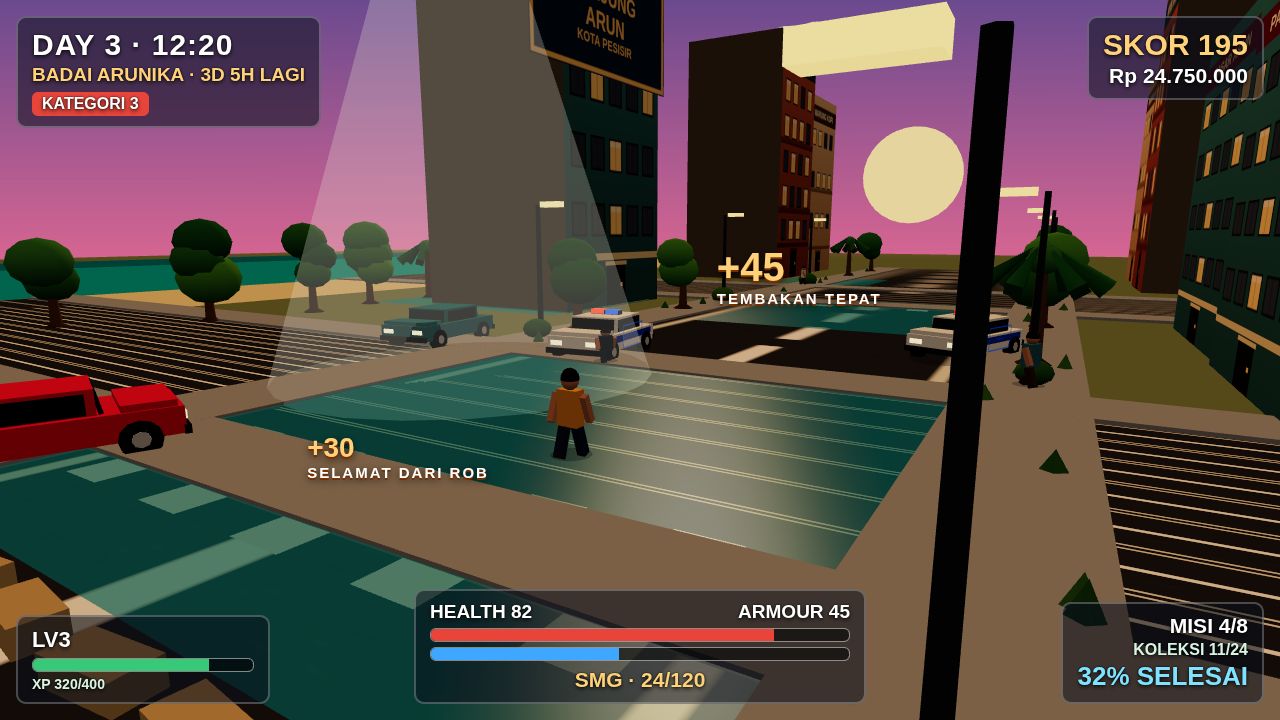 DAY 3 · 12:20
BADAI ARUNIKA · 3D 5H LAGI
KATEGORI 3
ARUN
KOTA PESISIR
SKOR 195
Rp 24.750.000
+45
TEMBAKAN TEPAT
+30
SELAMAT DARI ROB
LV3
XP 320/400
HEALTH 82
ARMOUR 45
SMG · 24/120
MISI 4/8
KOLEKSI 11/24
32% SELESAI